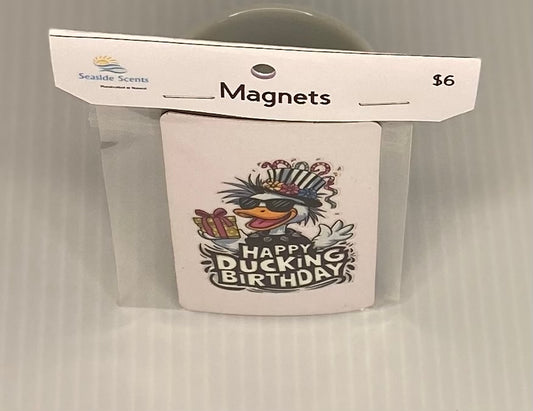 Seaside Scents
Magnets
$6
HAPPY
DUCKING
BIRTHDAY